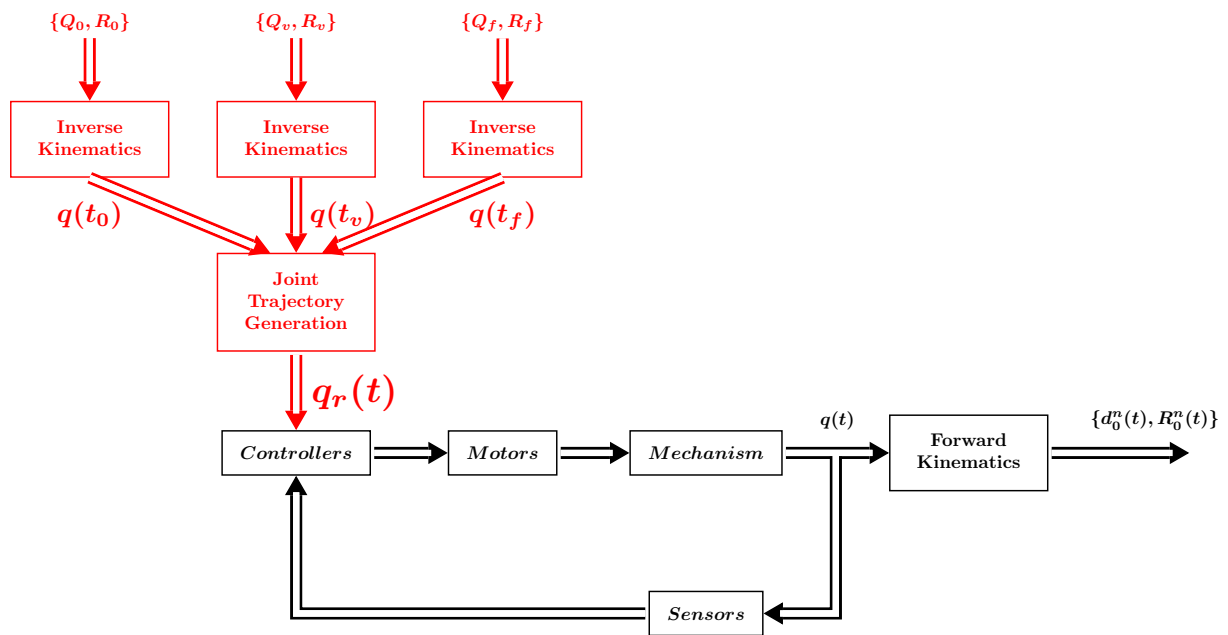 {Q_0, R_0} {Q_v, R_v} {Q_f, R_f}
Inverse Kinematics
Inverse Kinematics
Inverse Kinematics
q(t_0) q(t_v) q(t_f)
Joint
Trajectory
Generation
q_r(t)
q(t)
{d_0^n(t), R_0^n(t)}
Controllers
Motors
Mechanism
Forward
Kinematics
Sensors